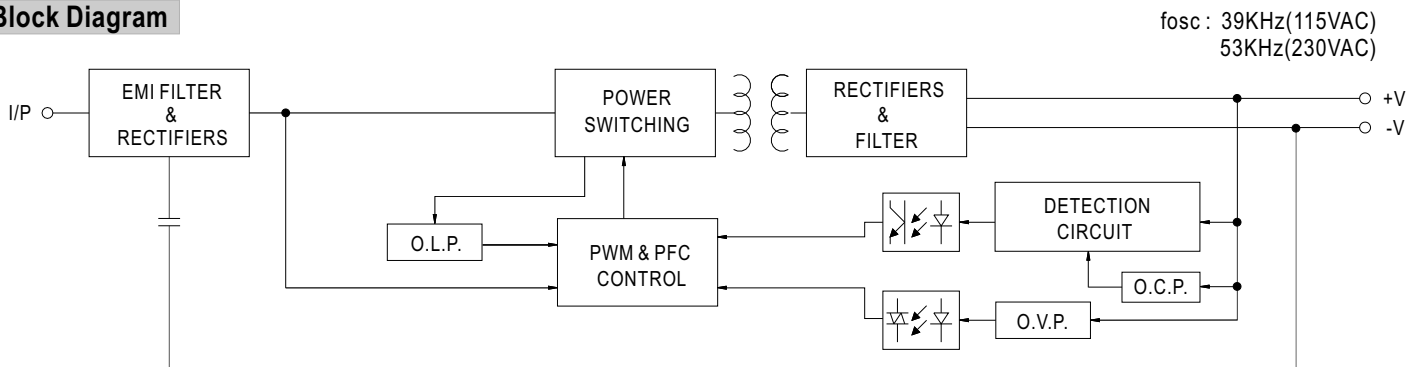 Block Diagram
fosc : 39KHz(115VAC)
53KHz(230VAC)
I/P
EMI FILTER
&
RECTIFIERS
POWER
SWITCHING
RECTIFIERS
&
FILTER
+V
-V
O.L.P.
PWM & PFC
CONTROL
DETECTION
CIRCUIT
O.C.P.
O.V.P.